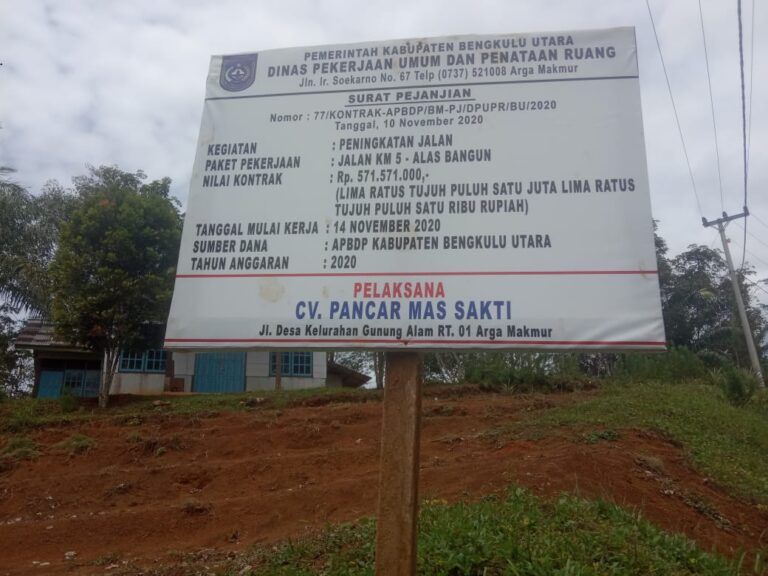 PEMERINTAH KABUPATEN BENGKULU UTARA
DINAS PEKERJAAN UMUM DAN PENATAAN RUANG
Jln. Ir. Soekarno No. 67 Telp (0737) 521008 Arga Makmur
SURAT PEJANJIAN
Nomor : 77/KONTRAK-APBDP/BM-PJ/DPUPR/BU/2020
Tanggal, 10 November 2020
KEGIATAN : PENINGKATAN JALAN
PAKET PEKERJAAN : JALAN KM 5 - ALAS BANGUN
NILAI KONTRAK : Rp. 571.571.000,-
(LIMA RATUS TUJUH PULUH SATU JUTA LIMA RATUS
TUJUH PULUH SATU RIBU RUPIAH)
TANGGAL MULAI KERJA : 14 NOVEMBER 2020
SUMBER DANA : APBDP KABUPATEN BENGKULU UTARA
TAHUN ANGGARAN : 2020
PELAKSANA
CV. PANCAR MAS SAKTI
Jl. Desa Kelurahan Gunung Alam RT. 01 Arga Makmur